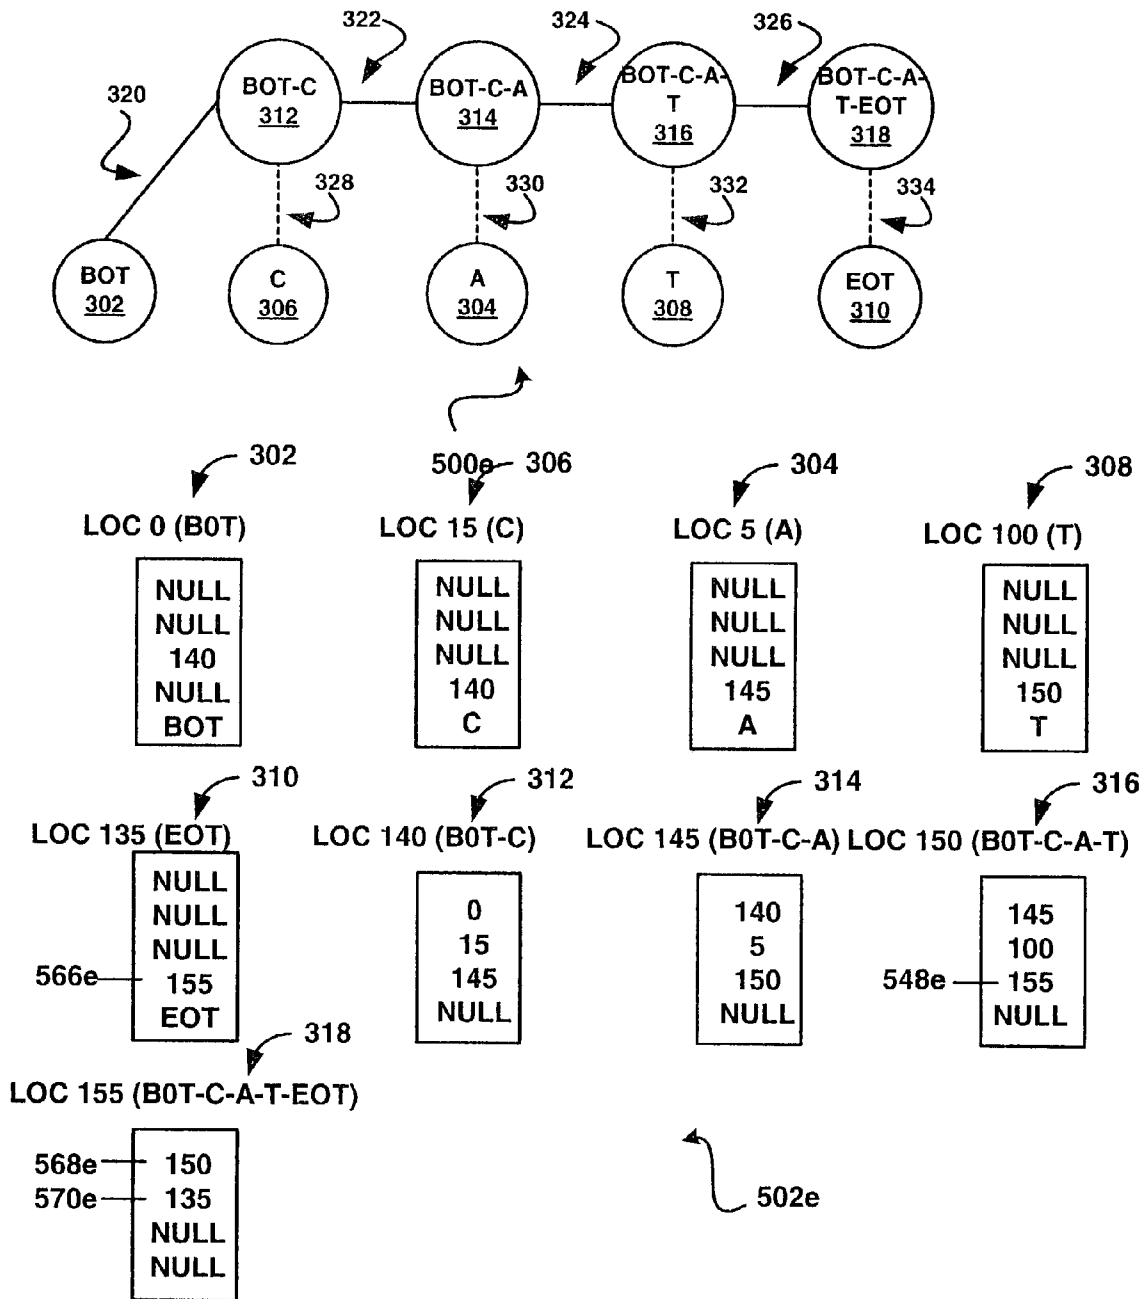 322
324
326
BOT-C
312
BOT-C-A
314
BOT-C-A-
T
316
BOT-C-A-
T-EOT
318
320
328
330
332
334
BOT
302
C
306
A
304
T
308
EOT
310
500e
302
306
304
308
LOC 0 (B0T)
LOC 15 (C)
LOC 5 (A)
LOC 100 (T)
NULL
NULL
140
NULL
BOT
NULL
NULL
NULL
140
C
NULL
NULL
NULL
145
A
NULL
NULL
NULL
150
T
310
312
314
316
LOC 135 (EOT)
LOC 140 (B0T-C)
LOC 145 (B0T-C-A)
LOC 150 (B0T-C-A-T)
NULL
NULL
NULL
566e
155
EOT
0
15
145
NULL
140
5
150
NULL
145
100
548e
155
NULL
318
LOC 155 (B0T-C-A-T-EOT)
568e
150
570e
135
NULL
NULL
502e